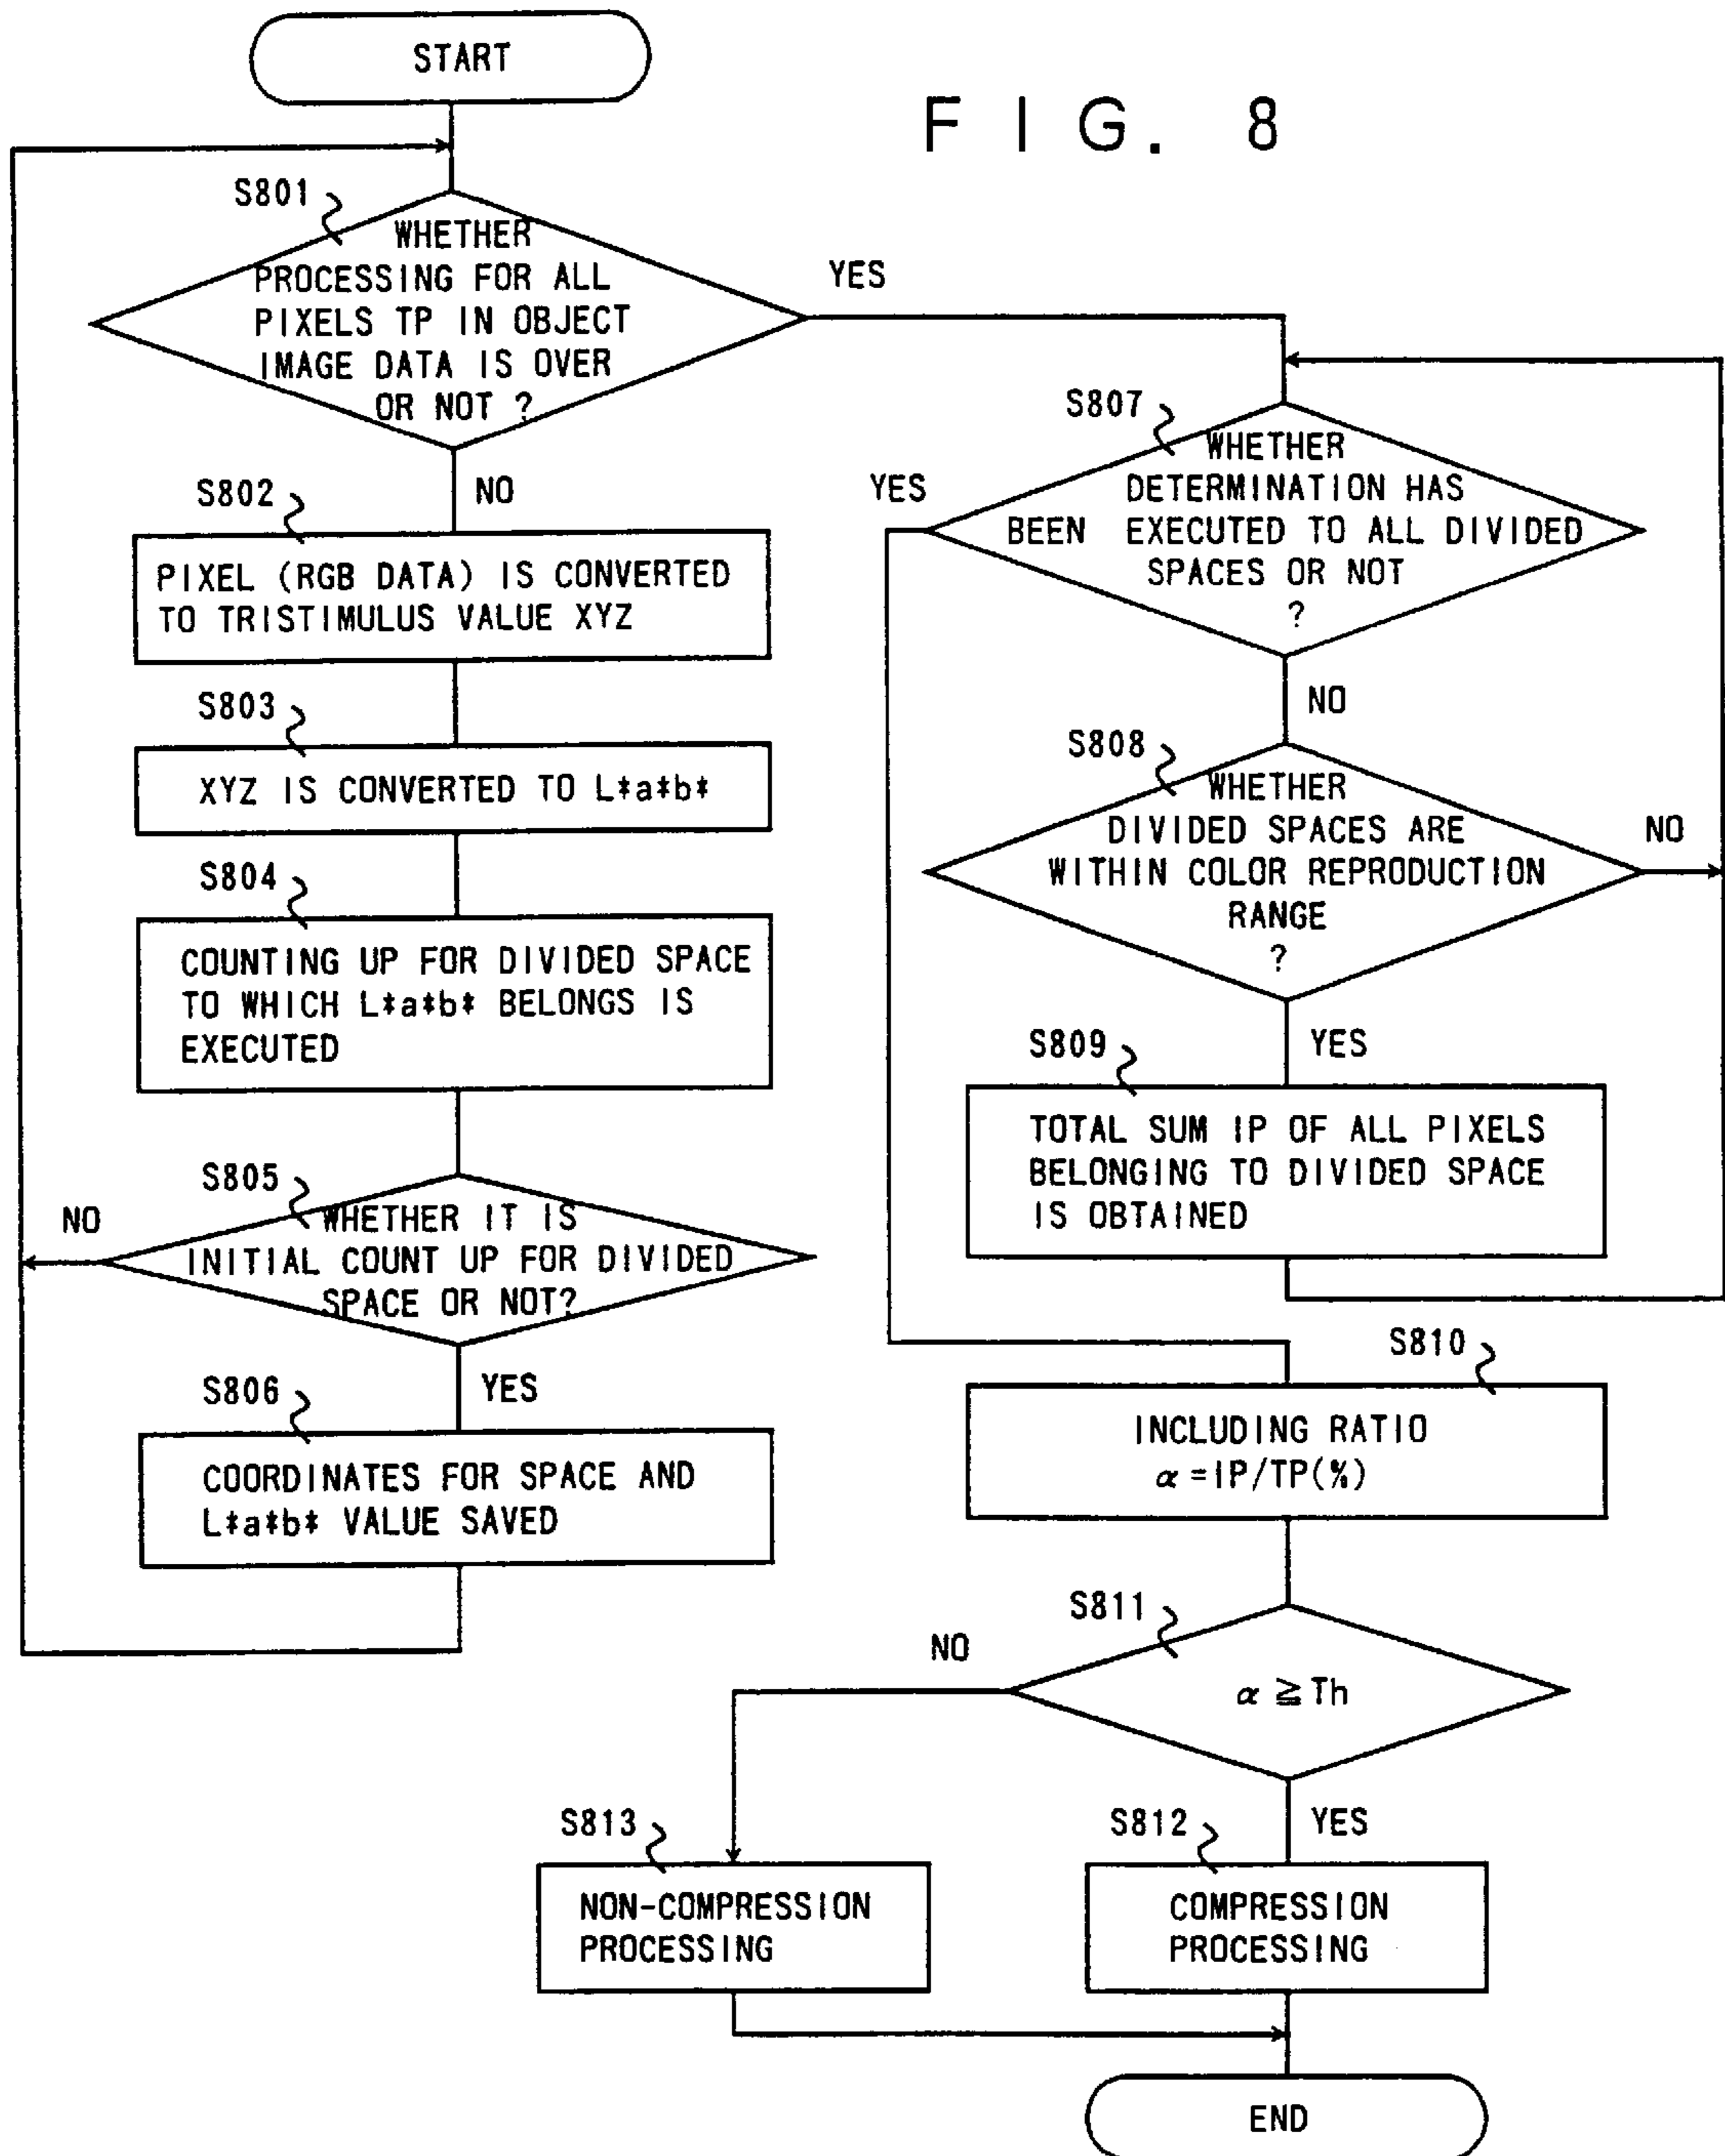 START
F I G. 8
S801
WHETHER
PROCESSING FOR ALL
PIXELS TP IN OBJECT
IMAGE DATA IS OVER
OR NOT ?
YES
NO
S802
PIXEL (RGB DATA) IS CONVERTED
TO TRISTIMULUS VALUE XYZ
S803
XYZ IS CONVERTED TO L*a*b*
S804
COUNTING UP FOR DIVIDED SPACE
TO WHICH L*a*b* BELONGS IS
EXECUTED
S805
WHETHER IT IS
INITIAL COUNT UP FOR DIVIDED
SPACE OR NOT?
NO
YES
S806
COORDINATES FOR SPACE AND
L*a*b* VALUE SAVED
S807
WHETHER
DETERMINATION HAS
BEEN EXECUTED TO ALL DIVIDED
SPACES OR NOT
?
YES
NO
S808
WHETHER
DIVIDED SPACES ARE
WITHIN COLOR REPRODUCTION
RANGE
?
NO
YES
S809
TOTAL SUM IP OF ALL PIXELS
BELONGING TO DIVIDED SPACE
IS OBTAINED
S810
INCLUDING RATIO
α=IP/TP(%)
S811
α ≧ Th
NO
YES
S813
NON-COMPRESSION
PROCESSING
S812
COMPRESSION
PROCESSING
END